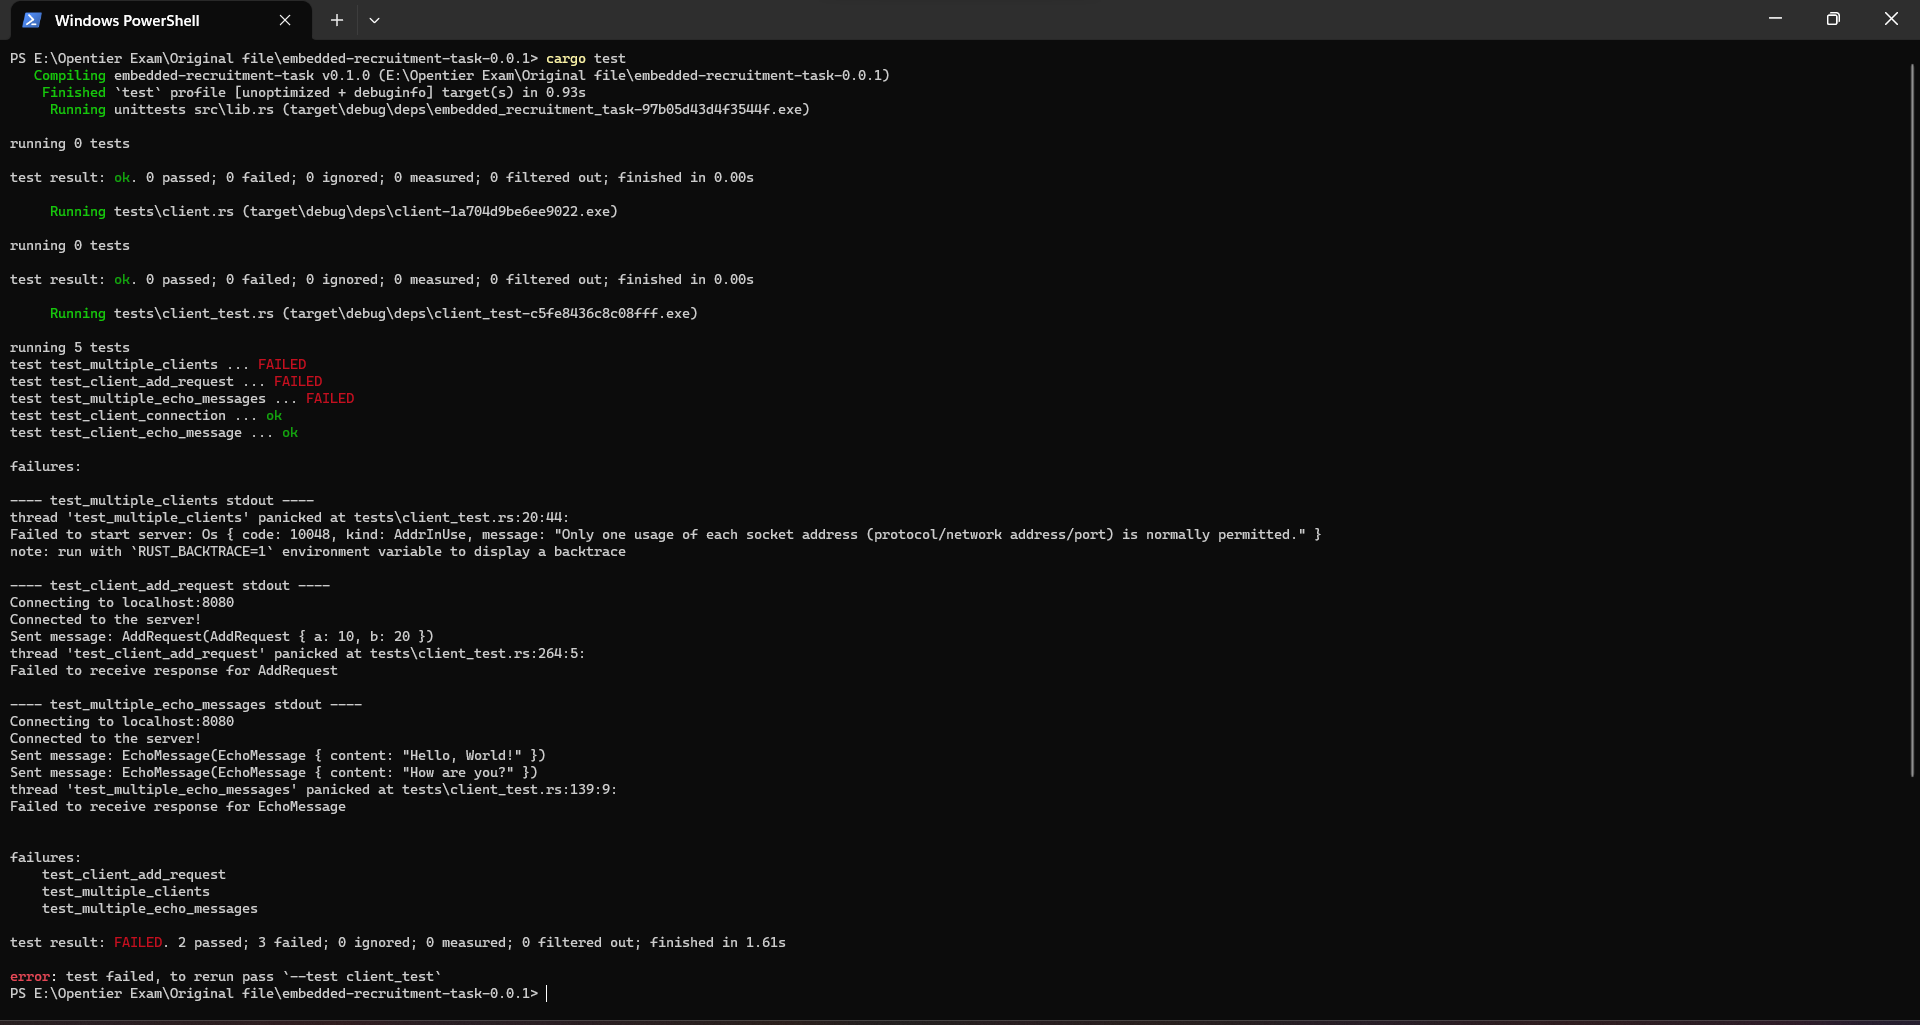 Windows PowerShell
PS E:\Opentier Exam\Original file\embedded-recruitment-task-0.0.1> cargo test
Compiling embedded-recruitment-task v0.1.0 (E:\Opentier Exam\Original file\embedded-recruitment-task-0.0.1)
Finished `test` profile [unoptimized + debuginfo] target(s) in 0.93s
Running unittests src\lib.rs (target\debug\deps\embedded_recruitment_task-97b05d43d4f3544f.exe)
running 0 tests
test result: ok. 0 passed; 0 failed; 0 ignored; 0 measured; 0 filtered out; finished in 0.00s
Running tests\client.rs (target\debug\deps\client-1a704d9be6ee9022.exe)
running 0 tests
test result: ok. 0 passed; 0 failed; 0 ignored; 0 measured; 0 filtered out; finished in 0.00s
Running tests\client_test.rs (target\debug\deps\client_test-c5fe8436c8c08fff.exe)
running 5 tests
test test_multiple_clients ... FAILED
test test_client_add_request ... FAILED
test test_multiple_echo_messages ... FAILED
test test_client_connection ... ok
test test_client_echo_message ... ok
failures:
---- test_multiple_clients stdout ----
thread 'test_multiple_clients' panicked at tests\client_test.rs:20:44:
Failed to start server: Os { code: 10048, kind: AddrInUse, message: "Only one usage of each socket address (protocol/network address/port) is normally permitted." }
note: run with `RUST_BACKTRACE=1` environment variable to display a backtrace
---- test_client_add_request stdout ----
Connecting to localhost:8080
Connected to the server!
Sent message: AddRequest(AddRequest { a: 10, b: 20 })
thread 'test_client_add_request' panicked at tests\client_test.rs:264:5:
Failed to receive response for AddRequest
---- test_multiple_echo_messages stdout ----
Connecting to localhost:8080
Connected to the server!
Sent message: EchoMessage(EchoMessage { content: "Hello, World!" })
Sent message: EchoMessage(EchoMessage { content: "How are you?" })
thread 'test_multiple_echo_messages' panicked at tests\client_test.rs:139:9:
Failed to receive response for EchoMessage
failures:
test_client_add_request
test_multiple_clients
test_multiple_echo_messages
test result: FAILED. 2 passed; 3 failed; 0 ignored; 0 measured; 0 filtered out; finished in 1.61s
error: test failed, to rerun pass `--test client_test`
PS E:\Opentier Exam\Original file\embedded-recruitment-task-0.0.1>